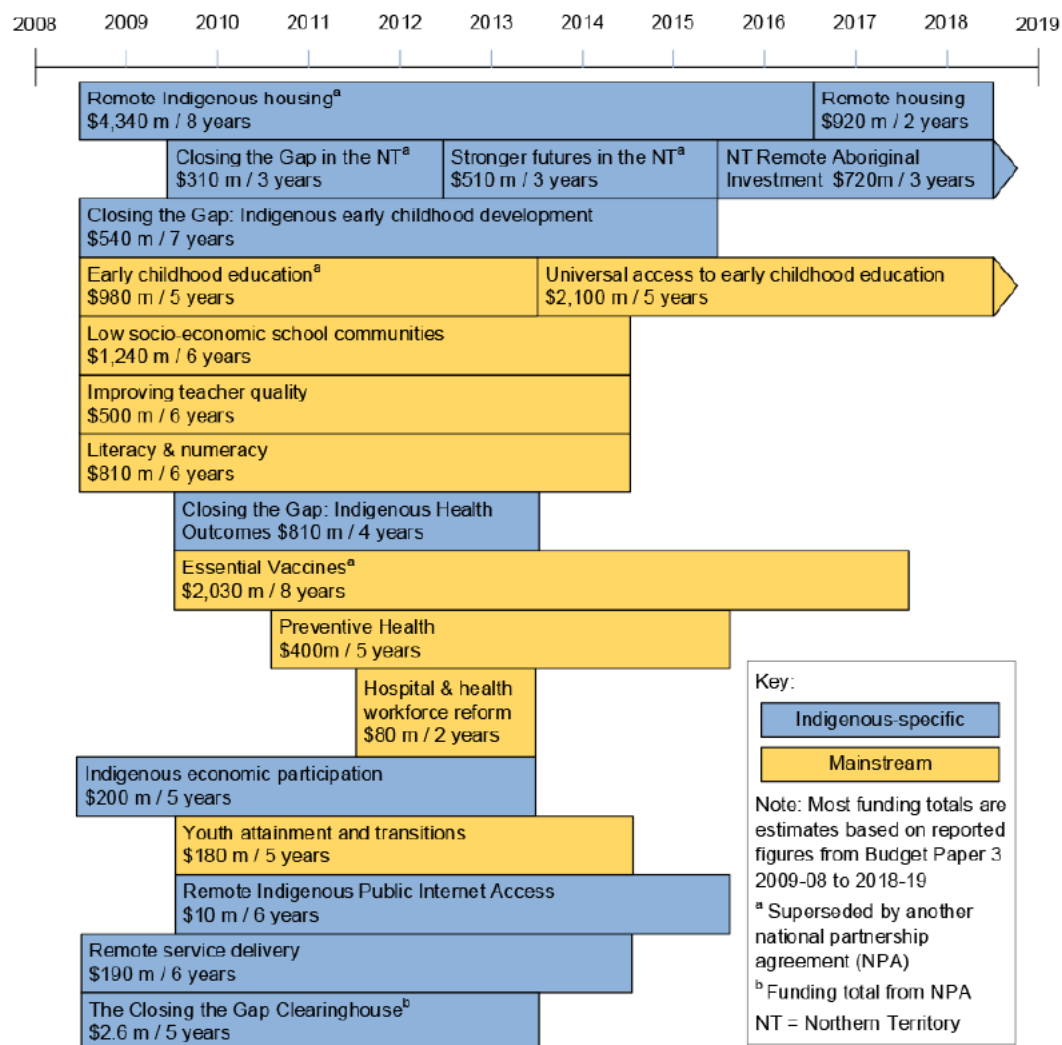 2008 2009 2010 2011 2012 2013 2014 2015 2016 2017 2018 2019
Remote Indigenous housingᵃ
$4,340 m / 8 years
Remote housing
$920 m / 2 years
Closing the Gap in the NTᵃ
$310 m / 3 years
Stronger futures in the NTᵃ
$510 m / 3 years
NT Remote Aboriginal
Investment $720m / 3 years
Closing the Gap: Indigenous early childhood development
$540 m / 7 years
Early childhood educationᵃ
$980 m / 5 years
Universal access to early childhood education
$2,100 m / 5 years
Low socio-economic school communities
$1,240 m / 6 years
Improving teacher quality
$500 m / 6 years
Literacy & numeracy
$810 m / 6 years
Closing the Gap: Indigenous Health
Outcomes $810 m / 4 years
Essential Vaccinesᵃ
$2,030 m / 8 years
Preventive Health
$400m / 5 years
Hospital & health
workforce reform
$80 m / 2 years
Indigenous economic participation
$200 m / 5 years
Youth attainment and transitions
$180 m / 5 years
Remote Indigenous Public Internet Access
$10 m / 6 years
Remote service delivery
$190 m / 6 years
The Closing the Gap Clearinghouseᵇ
$2.6 m / 5 years
Key:
Indigenous-specific
Mainstream
Note: Most funding totals are
estimates based on reported
figures from Budget Paper 3
2009-08 to 2018-19
ᵃ Superseded by another
national partnership
agreement (NPA)
ᵇ Funding total from NPA
NT = Northern Territory